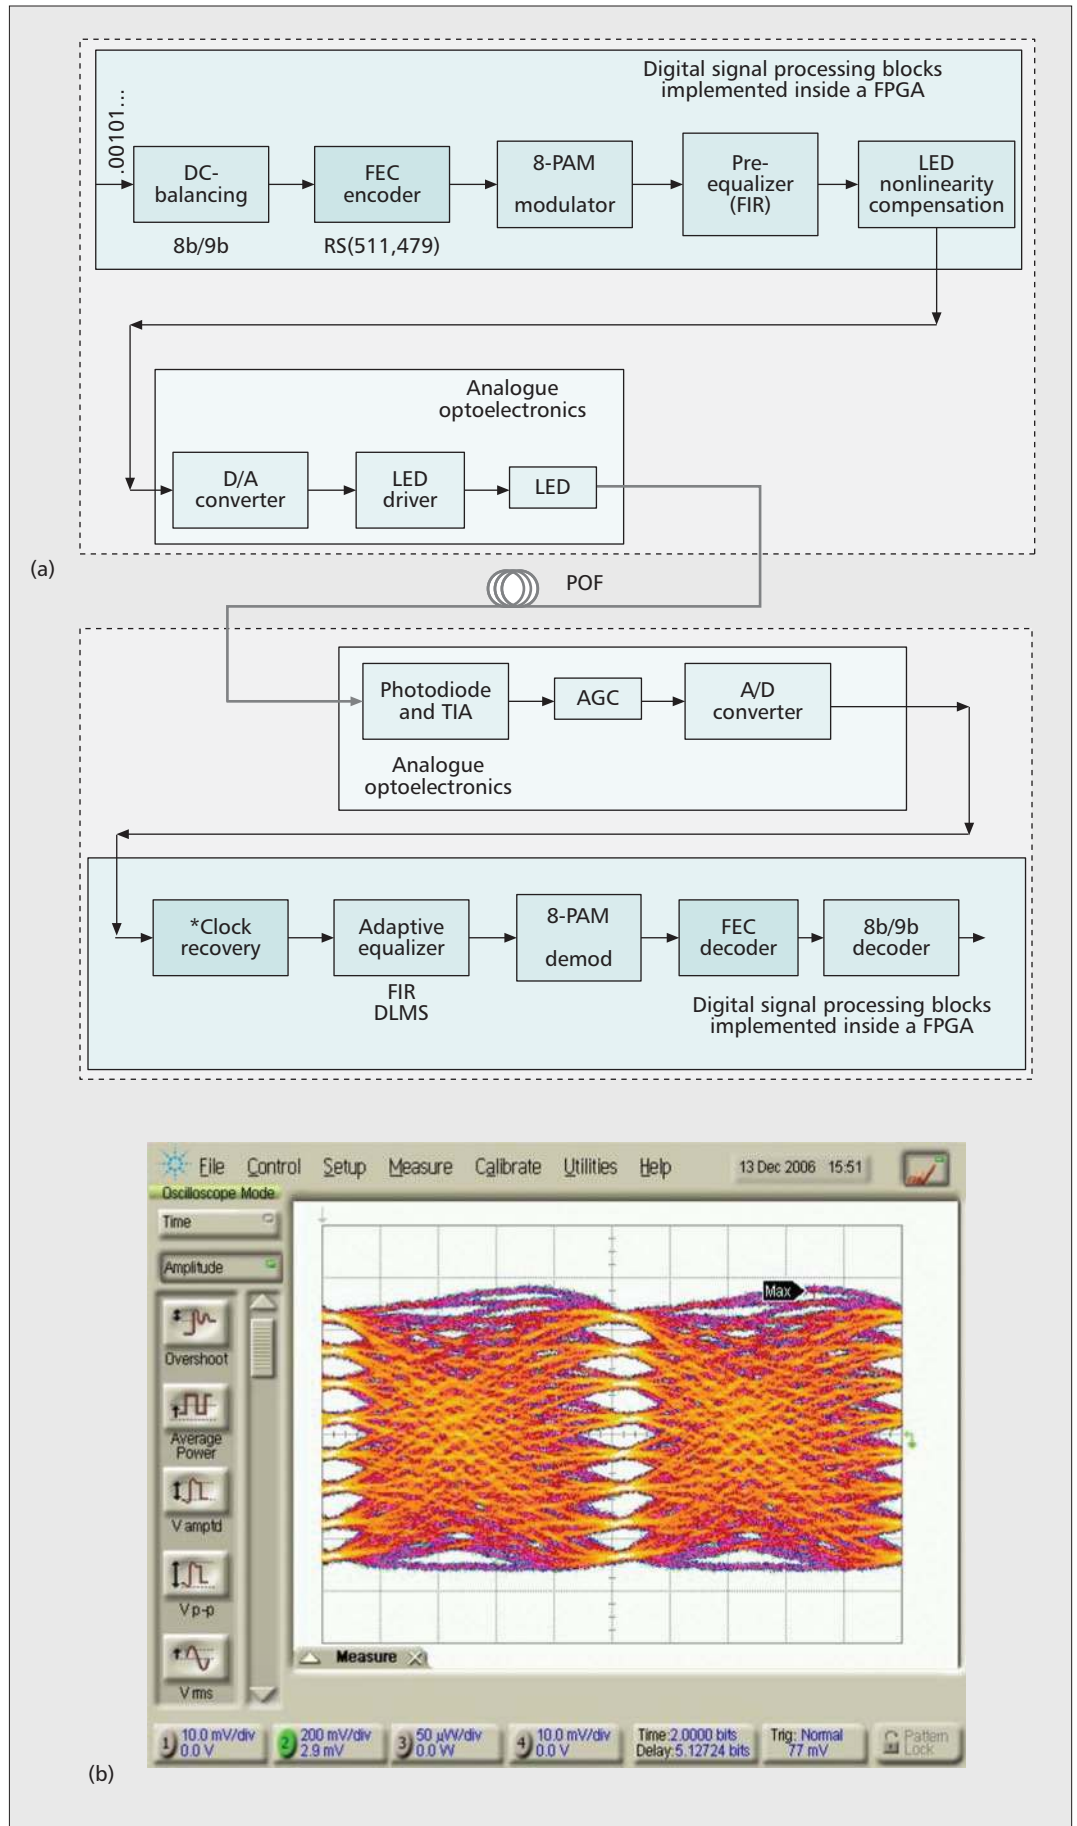 Digital signal processing blocks
implemented inside a FPGA
.00101...
DC-
balancing
FEC
encoder
8-PAM
modulator
Pre-
equalizer
(FIR)
LED
nonlinearity
compensation
8b/9b
RS(511,479)
Analogue
optoelectronics
D/A
converter
LED
driver
LED
(a)
POF
Photodiode
and TIA
AGC
A/D
converter
Analogue
optoelectronics
*Clock
recovery
Adaptive
equalizer
8-PAM
demod
FEC
decoder
8b/9b
decoder
FIR
DLMS
Digital signal processing blocks
implemented inside a FPGA
File Control Setup Measure Calibrate Utilities Help 13 Dec 2006 15:51
Oscilloscope Mode
Time
Amplitude
Max
Overshoot
Average
Power
V amptd
V p-p
V rms
Measure
1 10.0 mV/div
0.0 V
2 200 mV/div
2.9 mV
3 50 µW/div
0.0 W
4 10.0 mV/div
0.0 V
Time:2.0000 bits
Delay:5.12724 bits
Trig: Normal
77 mV
Pattern
Lock
(b)